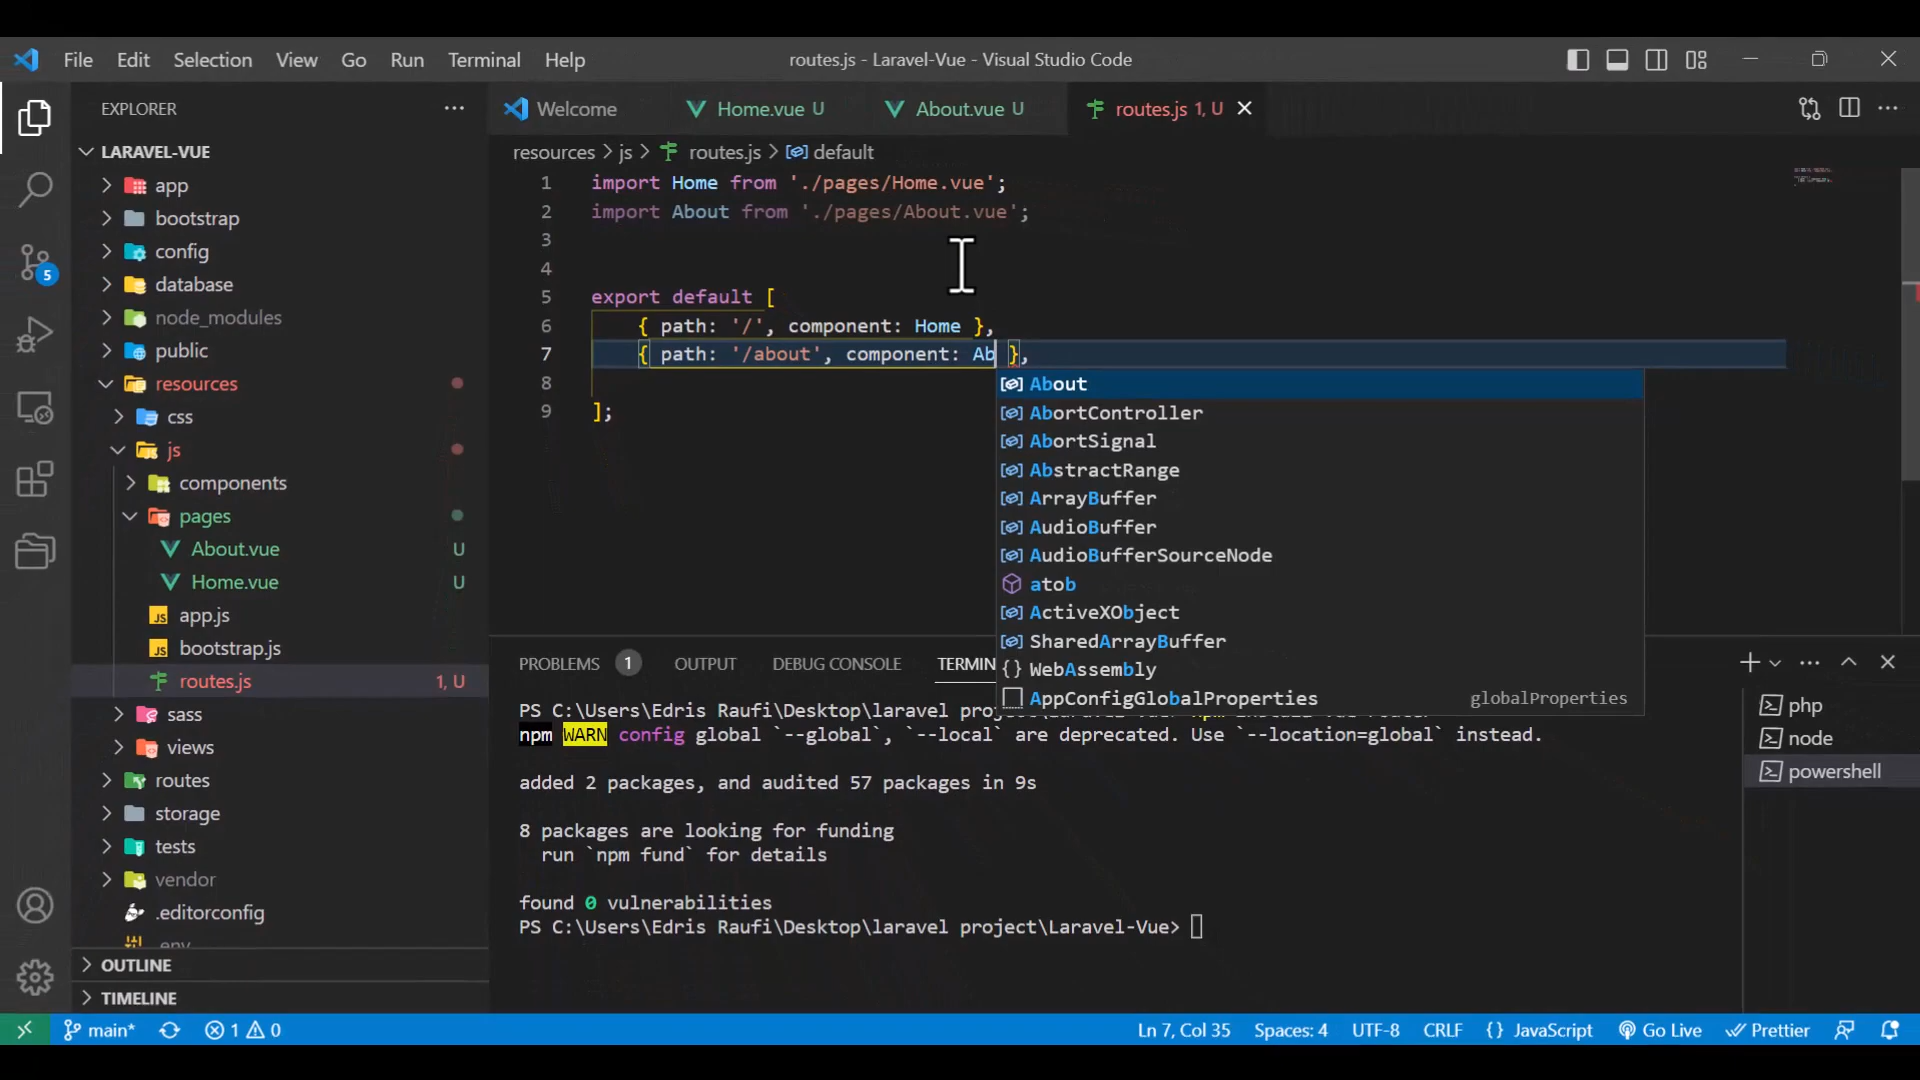 File Edit Selection View Go Run Terminal Help
routes.js - Laravel-Vue - Visual Studio Code
EXPLORER
LARAVEL-VUE
app
bootstrap
config
database
node_modules
public
resources
css
js
components
pages
About.vue U
Home.vue U
app.js
bootstrap.js
routes.js 1, U
sass
views
routes
storage
tests
vendor
.editorconfig
.env
OUTLINE
TIMELINE
5
Welcome Home.vue U About.vue U routes.js 1, U
resources > js > routes.js > default
1 import Home from './pages/Home.vue';
2 import About from './pages/About.vue';
3
4
5 export default [
6 { path: '/', component: Home },
7 { path: '/about', component: Ab },
8
9 ];
About
AbortController
AbortSignal
AbstractRange
ArrayBuffer
AudioBuffer
AudioBufferSourceNode
atob
ActiveXObject
SharedArrayBuffer
WebAssembly
AppConfigGlobalProperties globalProperties
PROBLEMS 1 OUTPUT DEBUG CONSOLE TERMIN
PS C:\Users\Edris Raufi\Desktop\laravel
npm WARN config global `--global`, `--local` are deprecated. Use `--location=global` instead.
added 2 packages, and audited 57 packages in 9s
8 packages are looking for funding
run `npm fund` for details
found 0 vulnerabilities
PS C:\Users\Edris Raufi\Desktop\laravel project\Laravel-Vue>
php
node
powershell
main* 1 0 Ln 7, Col 35 Spaces: 4 UTF-8 CRLF {} JavaScript Go Live Prettier